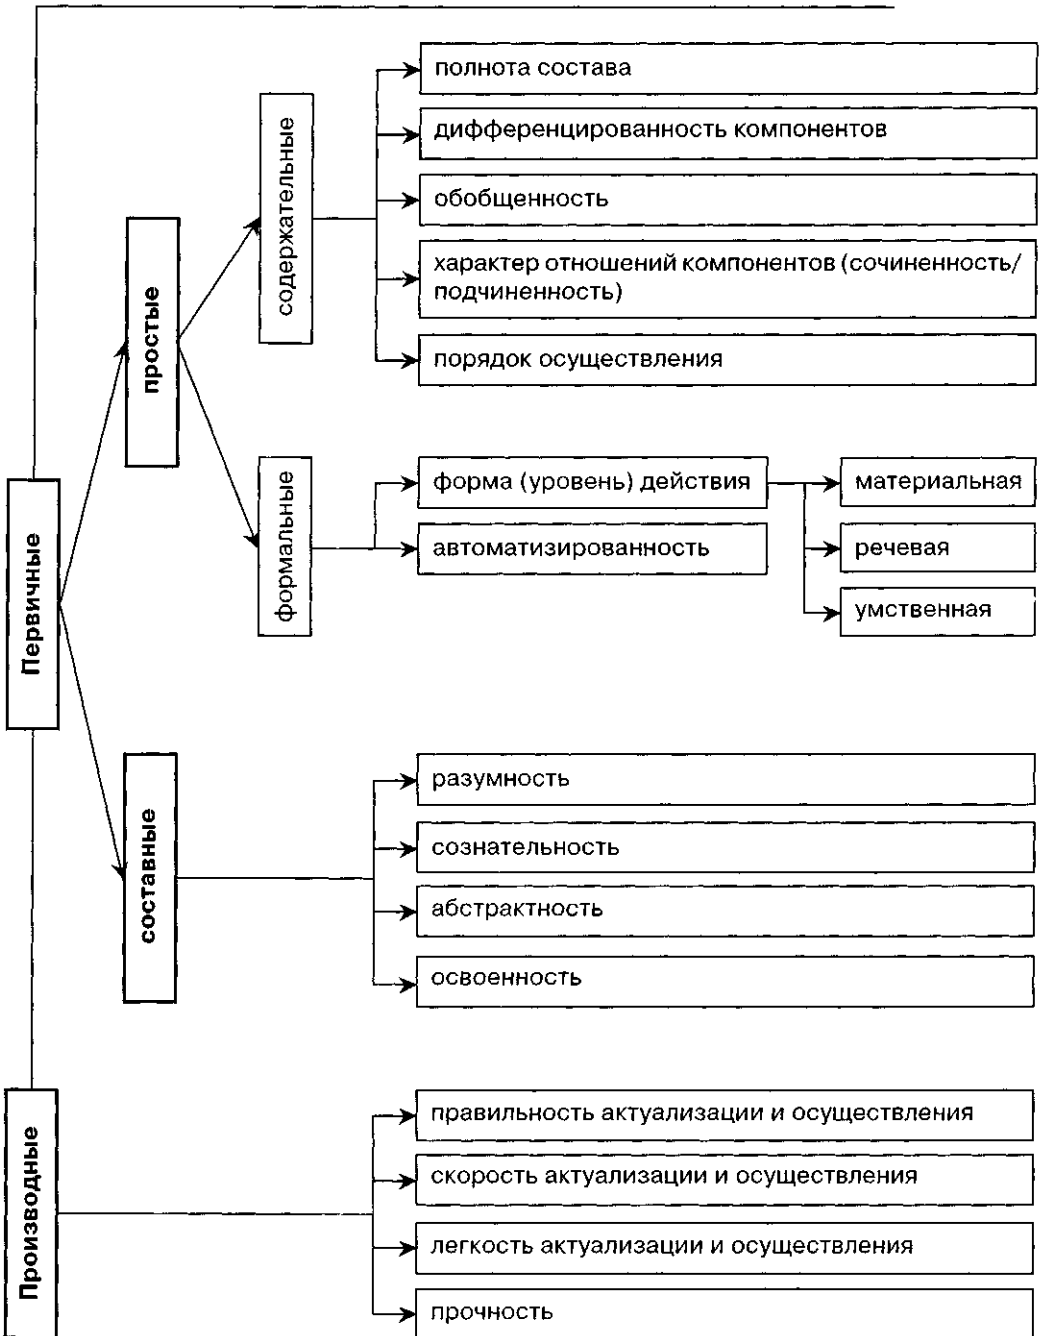 полнота состава
дифференцированность компонентов
обобщенность
характер отношений компонентов (сочиненность/
подчиненность)
порядок осуществления
содержательные
простые
форма (уровень) действия
материальная
автоматизированность
речевая
умственная
формальные
Первичные
разумность
сознательность
абстрактность
освоенность
составные
правильность актуализации и осуществления
скорость актуализации и осуществления
легкость актуализации и осуществления
прочность
Производные